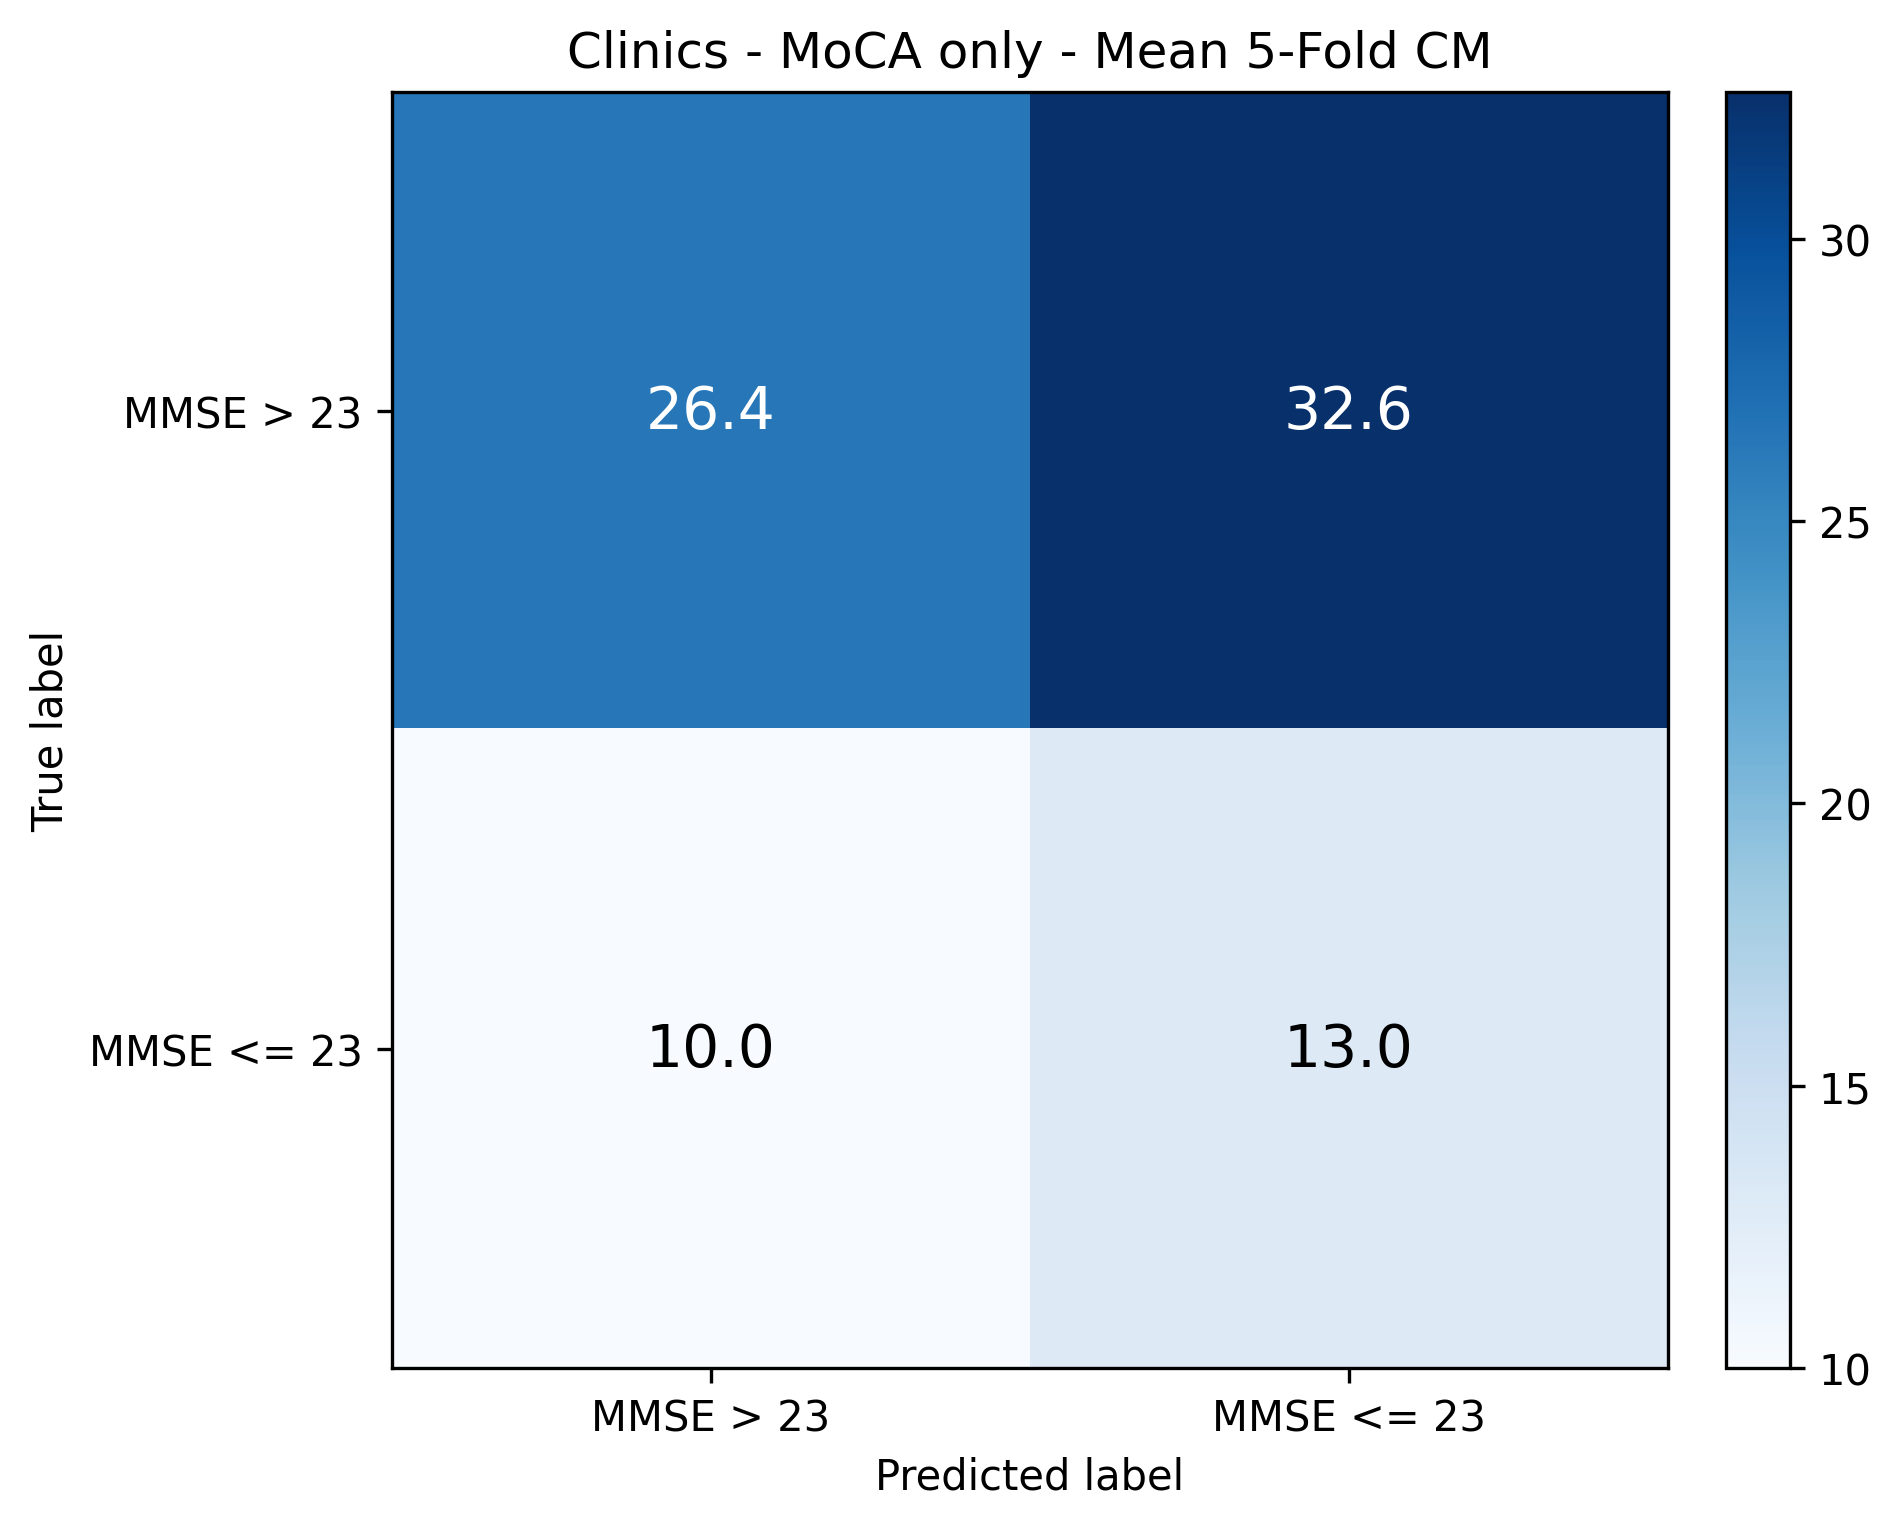 Clinics - MoCA only - Mean 5-Fold CM
True label
MMSE > 23
26.4
32.6
MMSE <= 23
10.0
13.0
MMSE > 23
MMSE <= 23
Predicted label
30
25
20
15
10